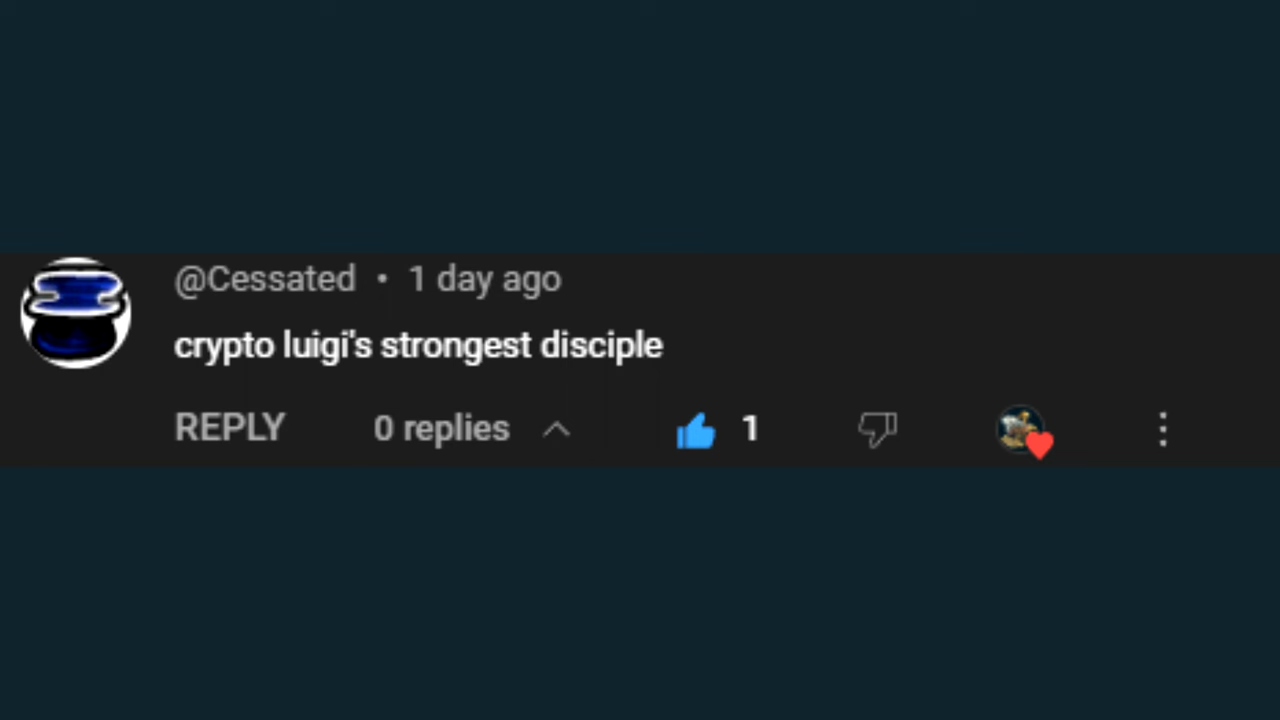 @Cessated • 1 day ago
crypto luigi's strongest disciple
REPLY 0 replies 1